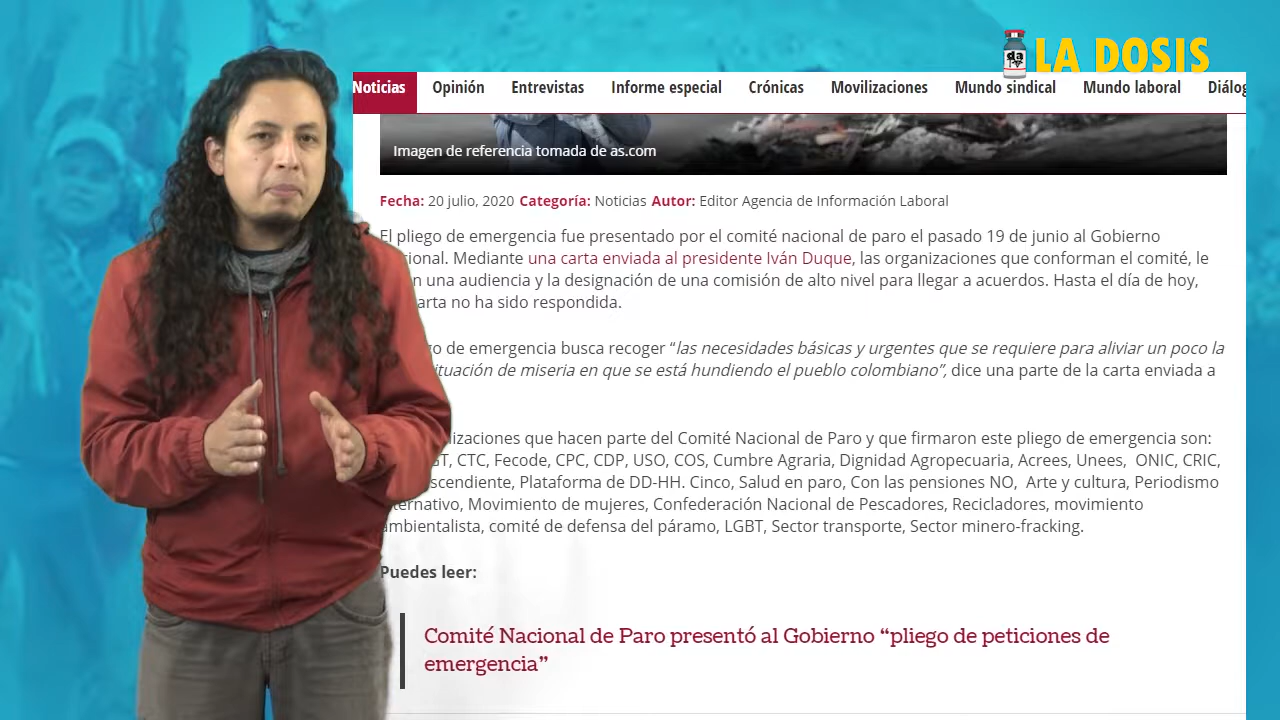 LA DOSIS
Noticias Opinión Entrevistas Informe especial Crónicas Movilizaciones Mundo sindical Mundo laboral Diálog
Imagen de referencia tomada de as.com
Fecha: 20 julio, 2020 Categoría: Noticias Autor: Editor Agencia de Información Laboral
El pliego de emergencia fue presentado por el comité nacional de paro el pasado 19 de junio al Gobierno
cional. Mediante una carta enviada al presidente Iván Duque, las organizaciones que conforman el comité, le
n una audiencia y la designación de una comisión de alto nivel para llegar a acuerdos. Hasta el día de hoy,
arta no ha sido respondida.
go de emergencia busca recoger “las necesidades básicas y urgentes que se requiere para aliviar un poco la
ituación de miseria en que se está hundiendo el pueblo colombiano”, dice una parte de la carta enviada a
izaciones que hacen parte del Comité Nacional de Paro y que firmaron este pliego de emergencia son:
GT, CTC, Fecode, CPC, CDP, USO, COS, Cumbre Agraria, Dignidad Agropecuaria, Acrees, Unees, ONIC, CRIC,
scendiente, Plataforma de DD-HH. Cinco, Salud en paro, Con las pensiones NO, Arte y cultura, Periodismo
ternativo, Movimiento de mujeres, Confederación Nacional de Pescadores, Recicladores, movimiento
ambientalista, comité de defensa del páramo, LGBT, Sector transporte, Sector minero-fracking.
Puedes leer:
Comité Nacional de Paro presentó al Gobierno “pliego de peticiones de
emergencia”